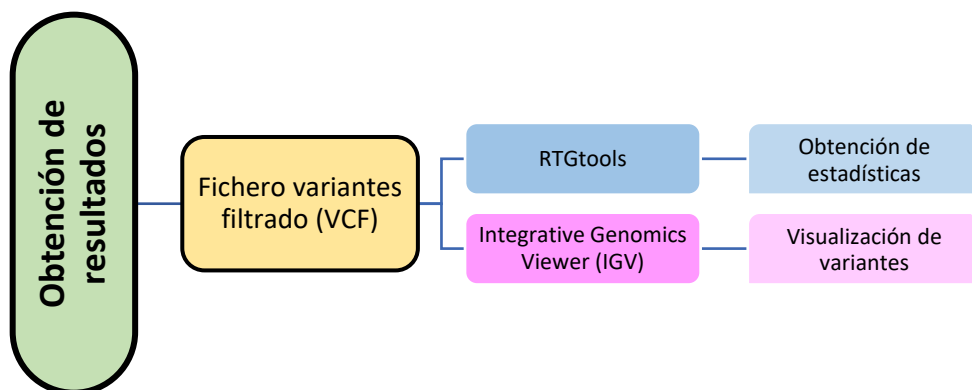 Obtención de
resultados
Fichero variantes
filtrado (VCF)
RTGtools
Obtención de
estadísticas
Integrative Genomics
Viewer (IGV)
Visualización de
variantes